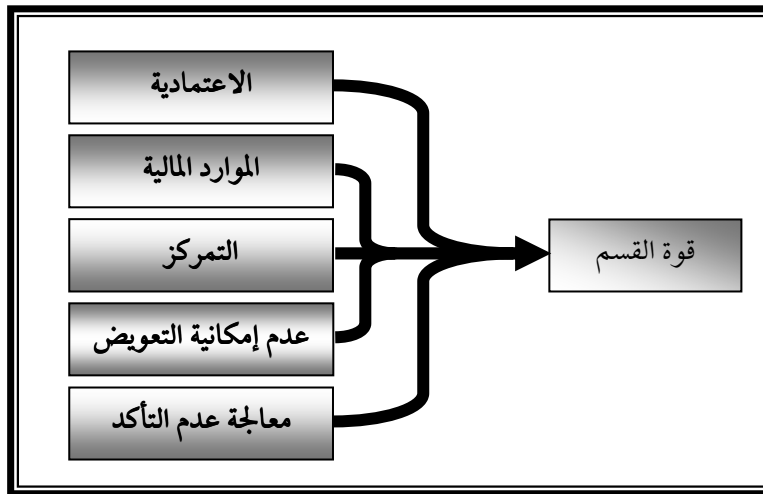 الاعتمادية
الموارد المالية
التمركز
عدم إمكانية التعويض
معالجة عدم التأكد
قوة القسم